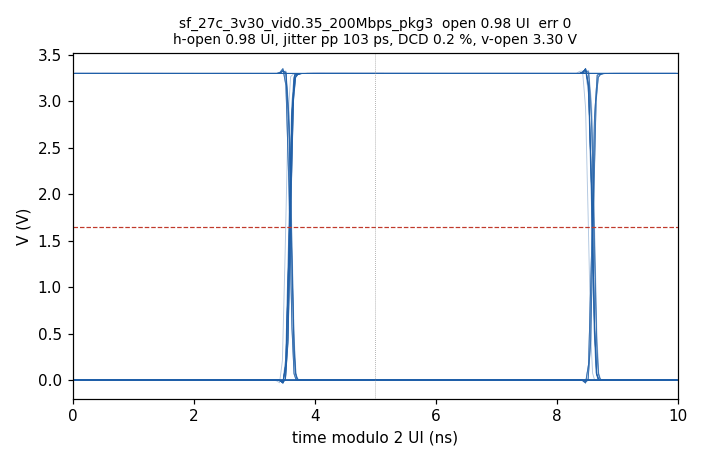 sf_27c_3v30_vid0.35_200Mbps_pkg3  open 0.98 UI  err 0
h-open 0.98 UI, jitter pp 103 ps, DCD 0.2 %, v-open 3.30 V
3.5
3.0
2.5
2.0
1.5
1.0
0.5
0.0
V (V)
0 2 4 6 8 10
time modulo 2 UI (ns)